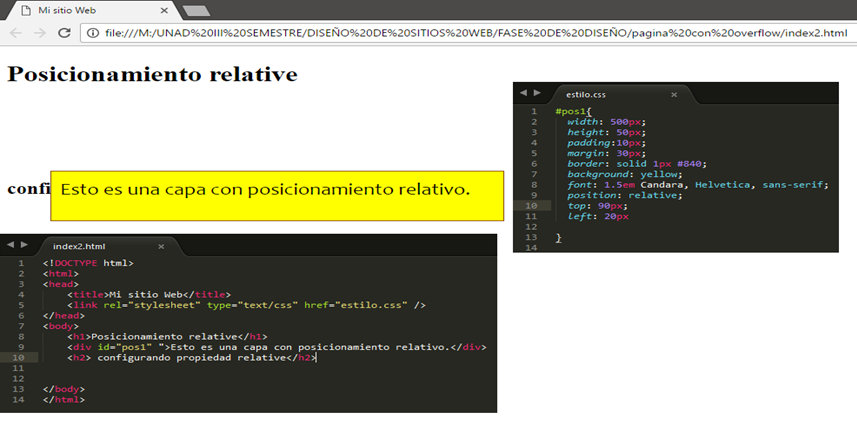 Mi sitio Web
file:///M:/UNAD%20III%20SEMESTRE/DISEÑO%20DE%20SITIOS%20WEB/FASE%20DE%20DISEÑO/pagina%20con%20overflow/index2.html
Posicionamiento relative
confi
Esto es una capa con posicionamiento relativo.
estilo.css
1 #pos1{
2 width: 500px;
3 height: 50px;
4 padding:10px;
5 margin: 30px;
6 border: solid 1px #840;
7 background: yellow;
8 font: 1.5em Candara, Helvetica, sans-serif;
9 position: relative;
10 top: 90px;
11 left: 20px
12
13 }
14
index2.html
1 <!DOCTYPE html>
2 <html>
3 <head>
4 <title>Mi sitio Web</title>
5 <link rel="stylesheet" type="text/css" href="estilo.css" />
6 </head>
7 <body>
8 <h1>Posicionamiento relative</h1>
9 <div id="pos1" ">Esto es una capa con posicionamiento relativo.</div>
10 <h2> configurando propiedad relative</h2>
11
12
13 </body>
14 </html>